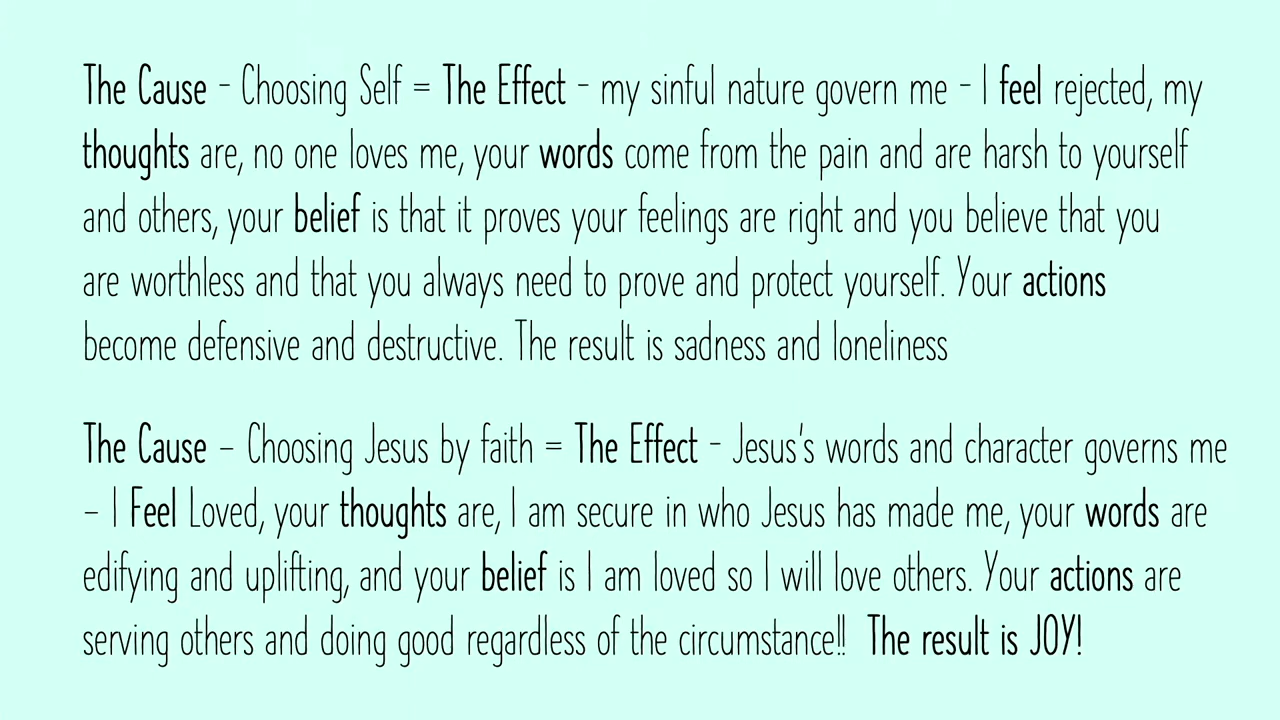 The Cause - Choosing Self = The Effect - my sinful nature govern me - I feel rejected, my
thoughts are, no one loves me, your words come from the pain and are harsh to yourself
and others, your belief is that it proves your feelings are right and you believe that you
are worthless and that you always need to prove and protect yourself. Your actions
become defensive and destructive. The result is sadness and loneliness
The Cause – Choosing Jesus by faith = The Effect - Jesus's words and character governs me
– I Feel Loved, your thoughts are, I am secure in who Jesus has made me, your words are
edifying and uplifting, and your belief is I am loved so I will love others. Your actions are
serving others and doing good regardless of the circumstance!! The result is JOY!